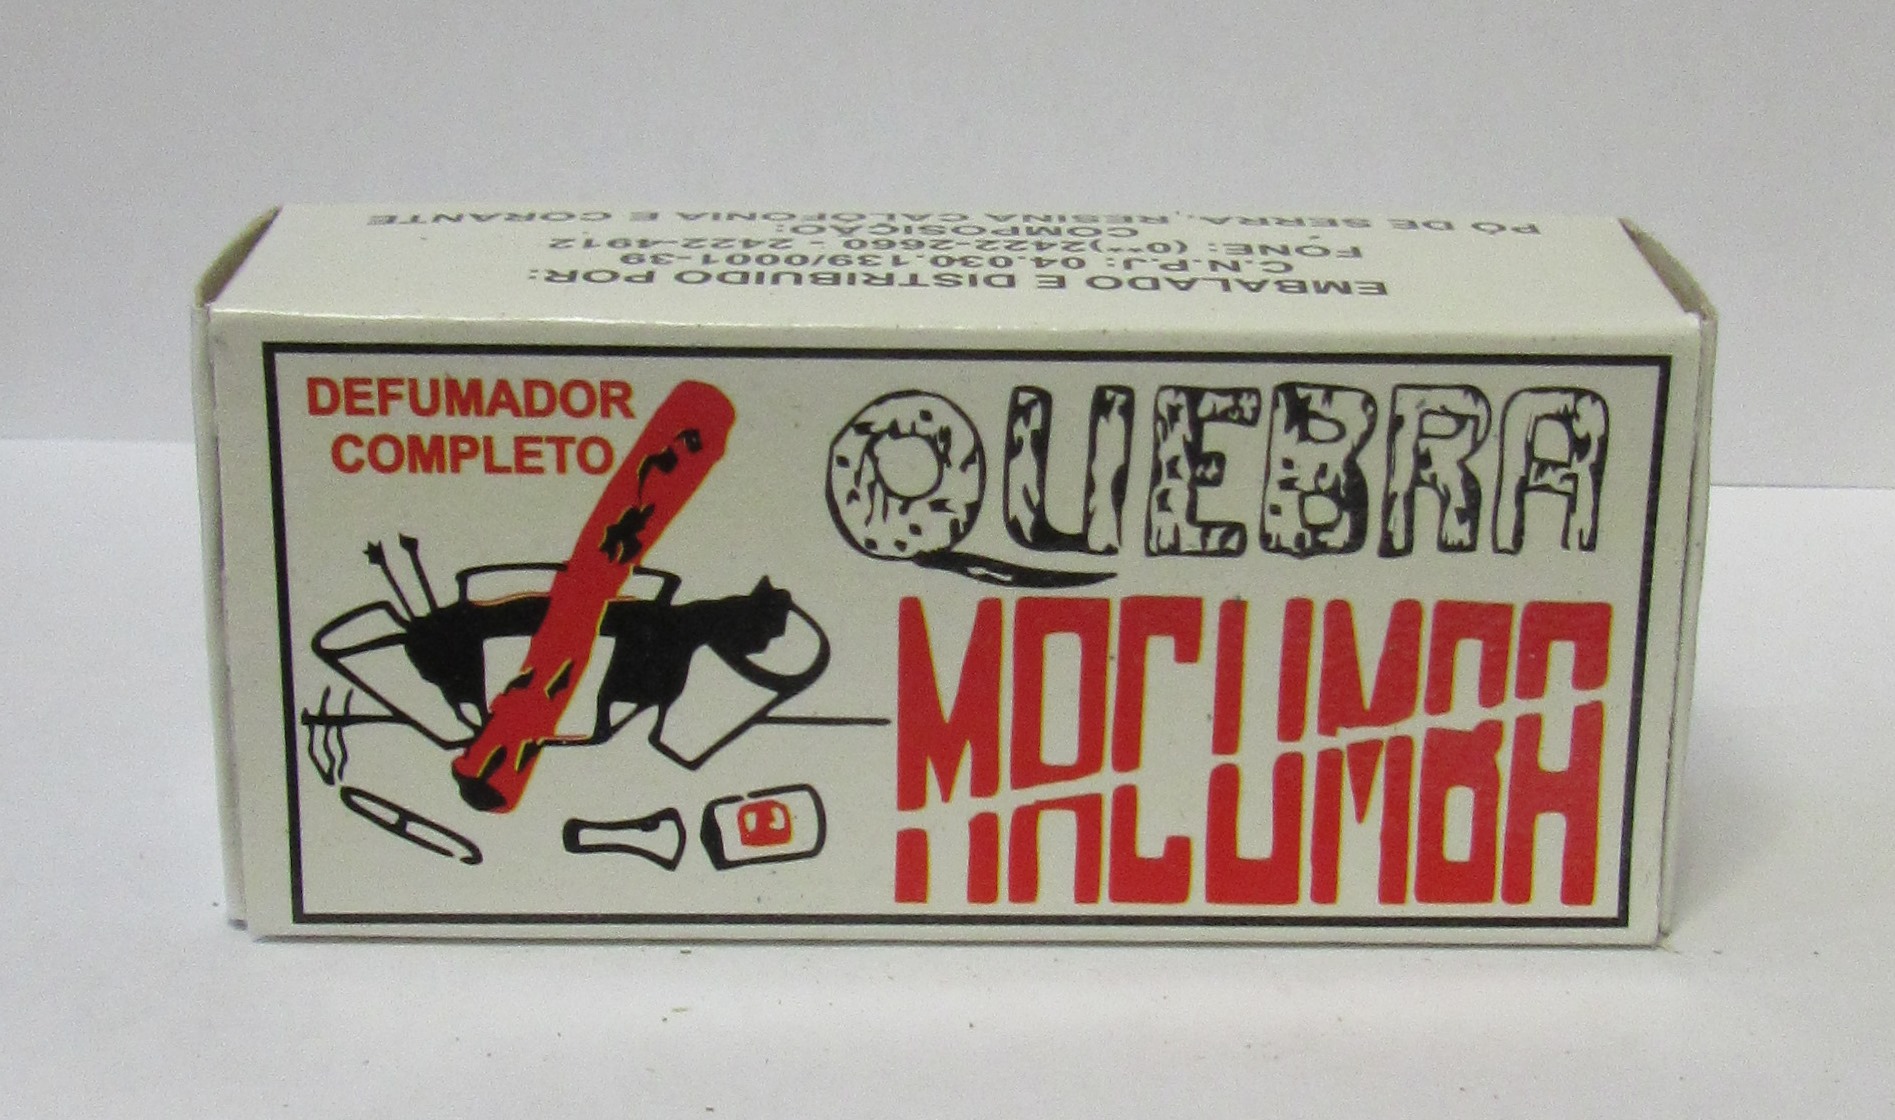 EMBALADO E DISTRIBUIDO POR:
C.N.P.J: 04.030.139/0001-39
FONE: (0**)2422-2660 - 2422-4912
COMPOSIÇÃO:
PÓ DE SERRA, RESINA CALÓFONIA E CORANTE
DEFUMADOR
COMPLETO
QUEBRA
MACUMBA